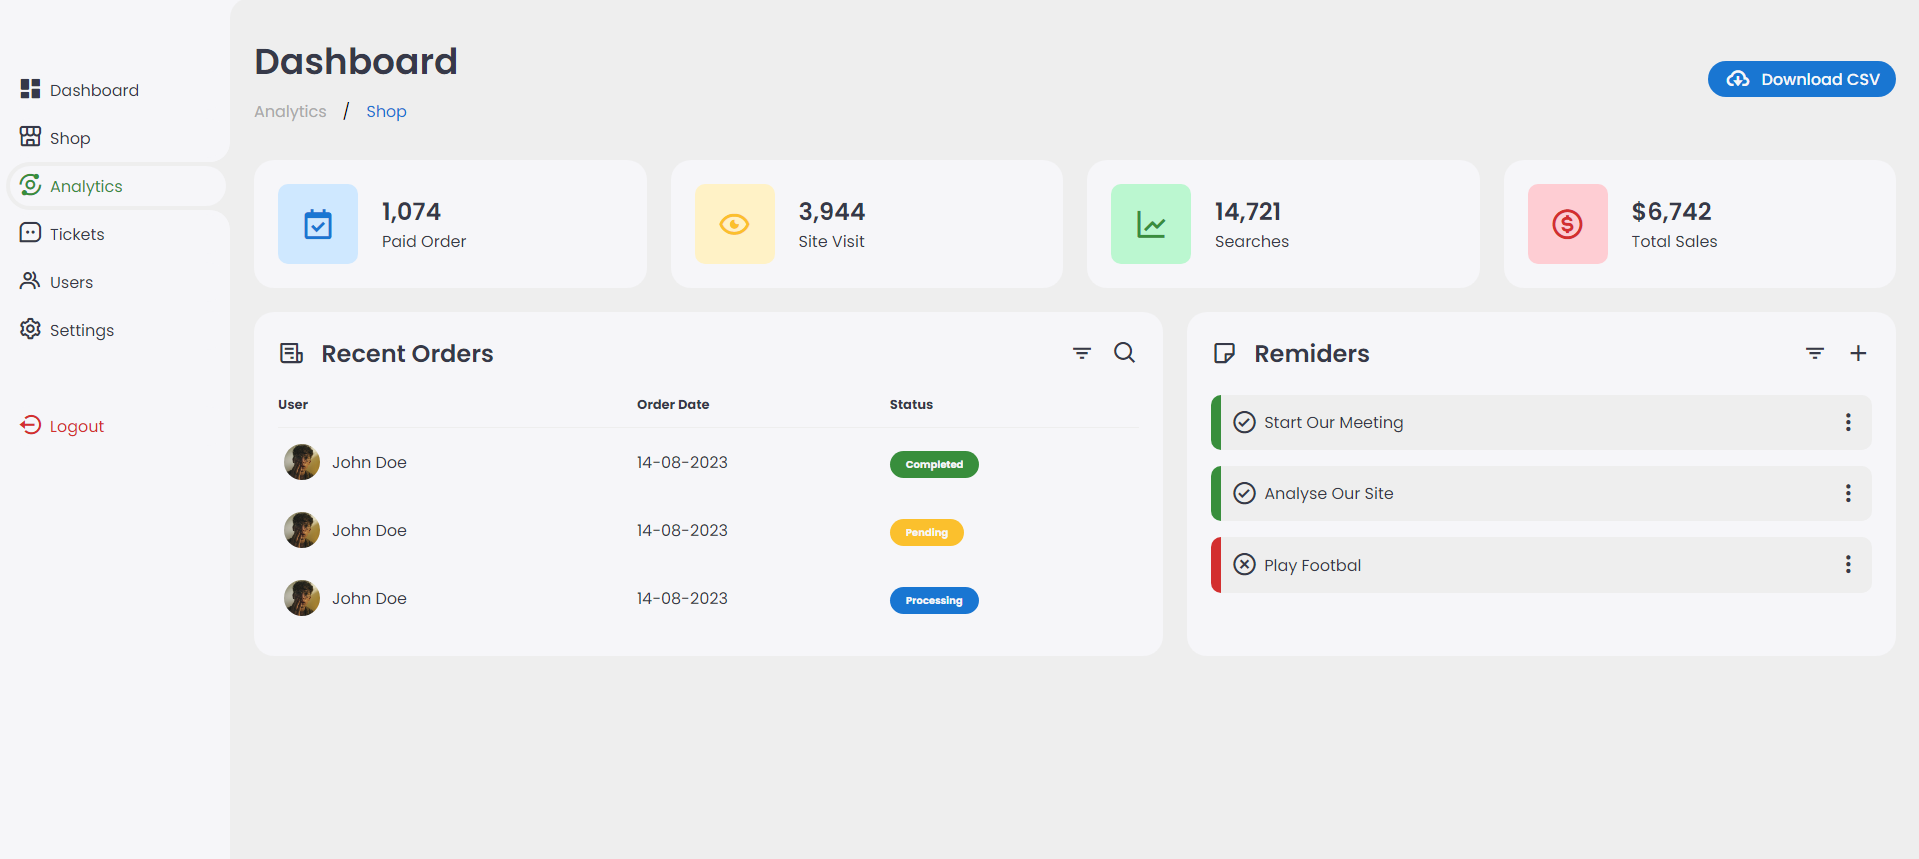 Dashboard
Shop
Analytics
Tickets
Users
Settings
Logout
Dashboard
Analytics / Shop
Download CSV
1,074
Paid Order
3,944
Site Visit
14,721
Searches
$6,742
Total Sales
Recent Orders
User Order Date Status
John Doe 14-08-2023 Completed
John Doe 14-08-2023 Pending
John Doe 14-08-2023 Processing
Remiders
Start Our Meeting
Analyse Our Site
Play Footbal